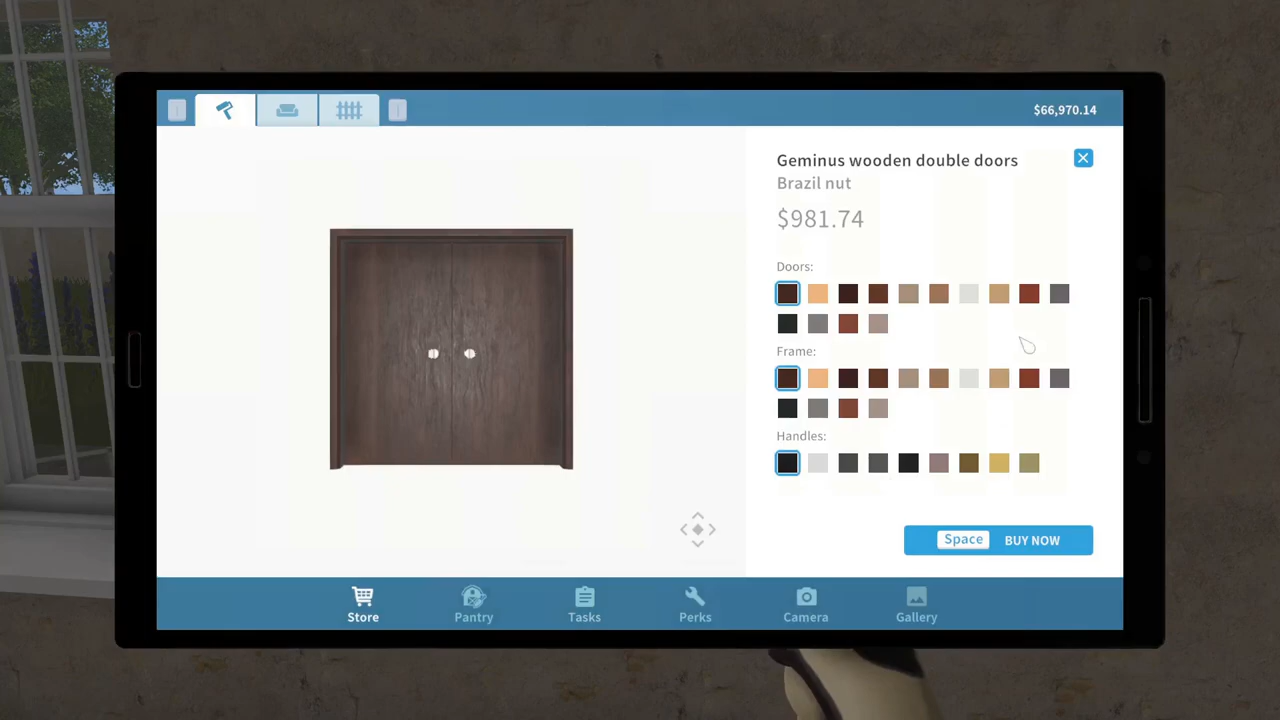 $66,970.14
Geminus wooden double doors
Brazil nut
$981.74
Doors:
Frame:
Handles:
Space BUY NOW
Store Pantry Tasks Perks Camera Gallery